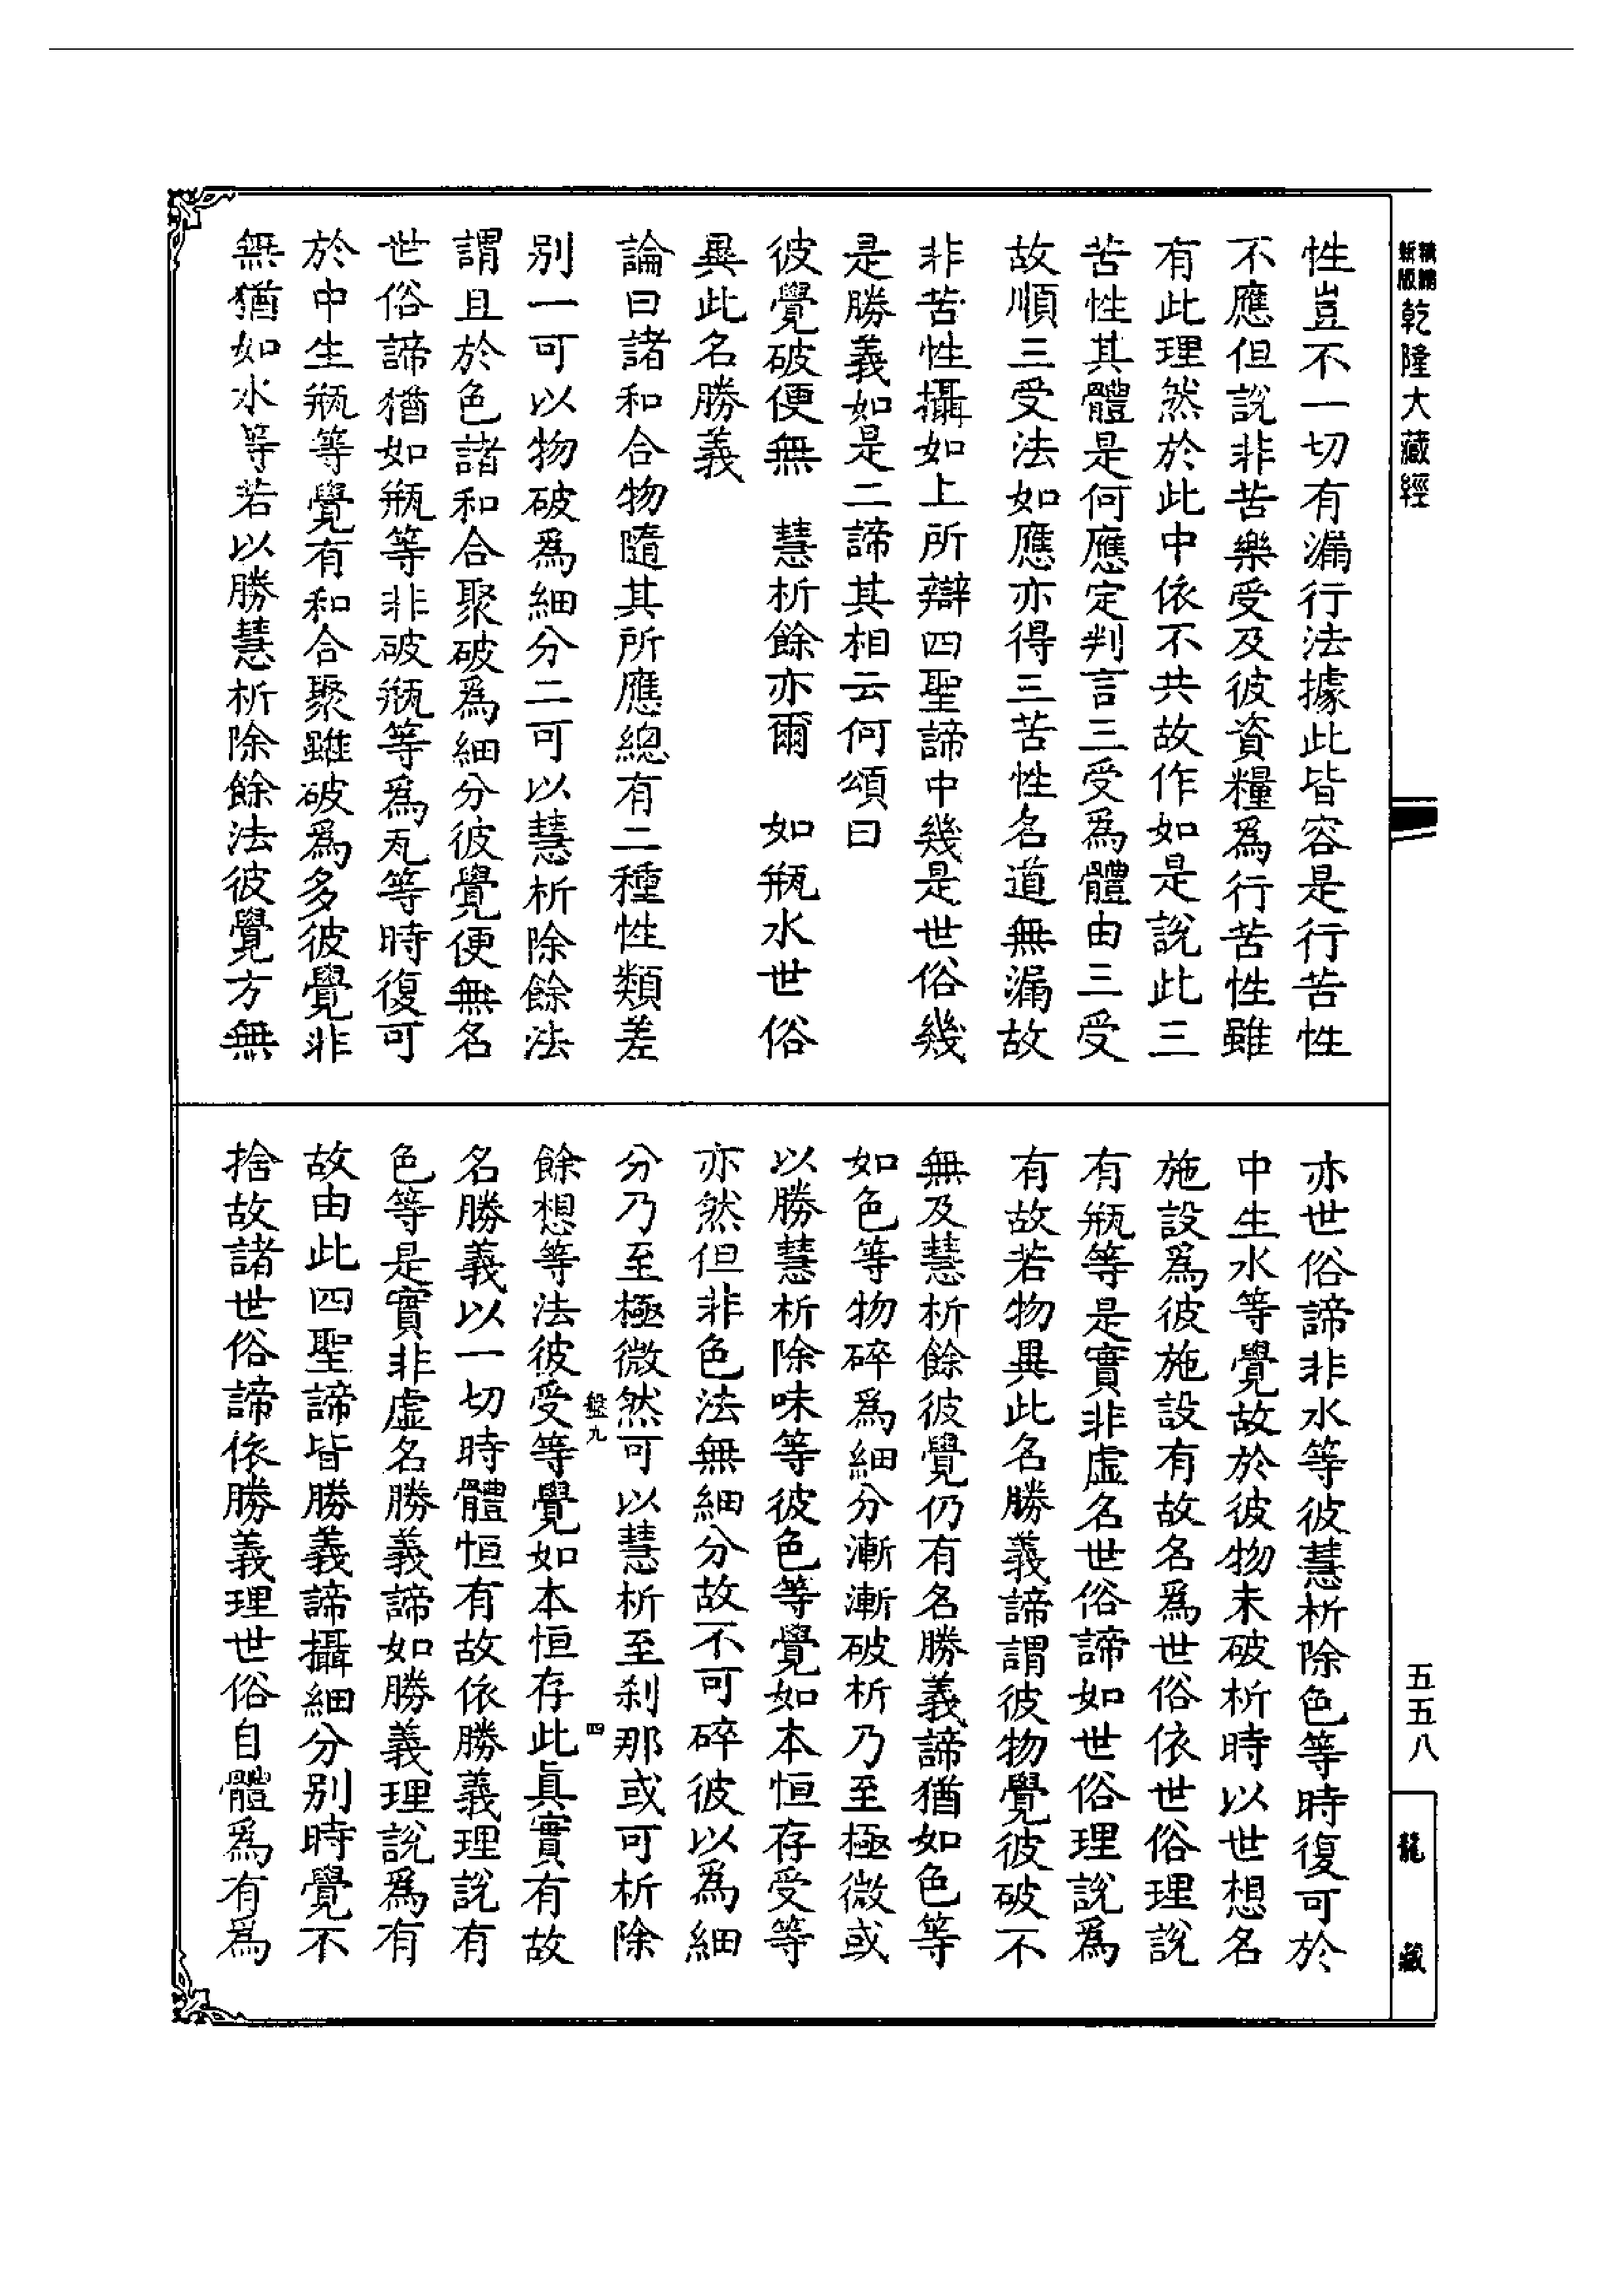 新版
精縮
乾隆大藏經
性豈不一切有漏行法據此皆容是行苦性
不應但說非苦樂受及彼資糧爲行苦性雖
有此理然於此中依不共故作如是說此三
苦性其體是何應定判言三受爲體由三受
故順三受法如應亦得三苦性名道無漏故
非苦性攝如上所辯四聖諦中幾是世俗幾
是勝義如是二諦其相云何頌曰
彼覺破便無　慧析餘亦爾　如瓶水世俗
異此名勝義
論曰諸和合物隨其所應總有二種性類差
别一可以物破爲細分二可以慧析除餘法
謂且於色諸和合聚破爲細分彼覺便無名
世俗諦猶如瓶等非破瓶等爲瓦等時復可
於中生瓶等覺有和合聚雖破爲多彼覺非
無猶如水等若以勝慧析除餘法彼覺方無
亦世俗諦非水等彼慧析除色等時復可於
中生水等覺故於彼物未破析時以世想名
施設爲彼施設有故名爲世俗依世俗理說
有瓶等是實非虛名世俗諦如世俗理說爲
有故若物異此名勝義諦謂彼物覺彼破不
無及慧析餘彼覺仍有名勝義諦猶如色等
如色等物碎爲細分漸漸破析乃至極微或
以勝慧析除味等彼色等覺如本恒存受等
亦然但非色法無細分故不可碎彼以爲細
分乃至極微然可以慧析至刹那或可析除
盤九
四
餘想等法彼受等覺如本恒存此眞實有故
名勝義以一切時體恒有故依勝義理說有
色等是實非虛名勝義諦如勝義理說爲有
故由此四聖諦皆勝義諦攝細分别時覺不
捨故諸世俗諦依勝義理世俗自體爲有爲
五五八
龍藏